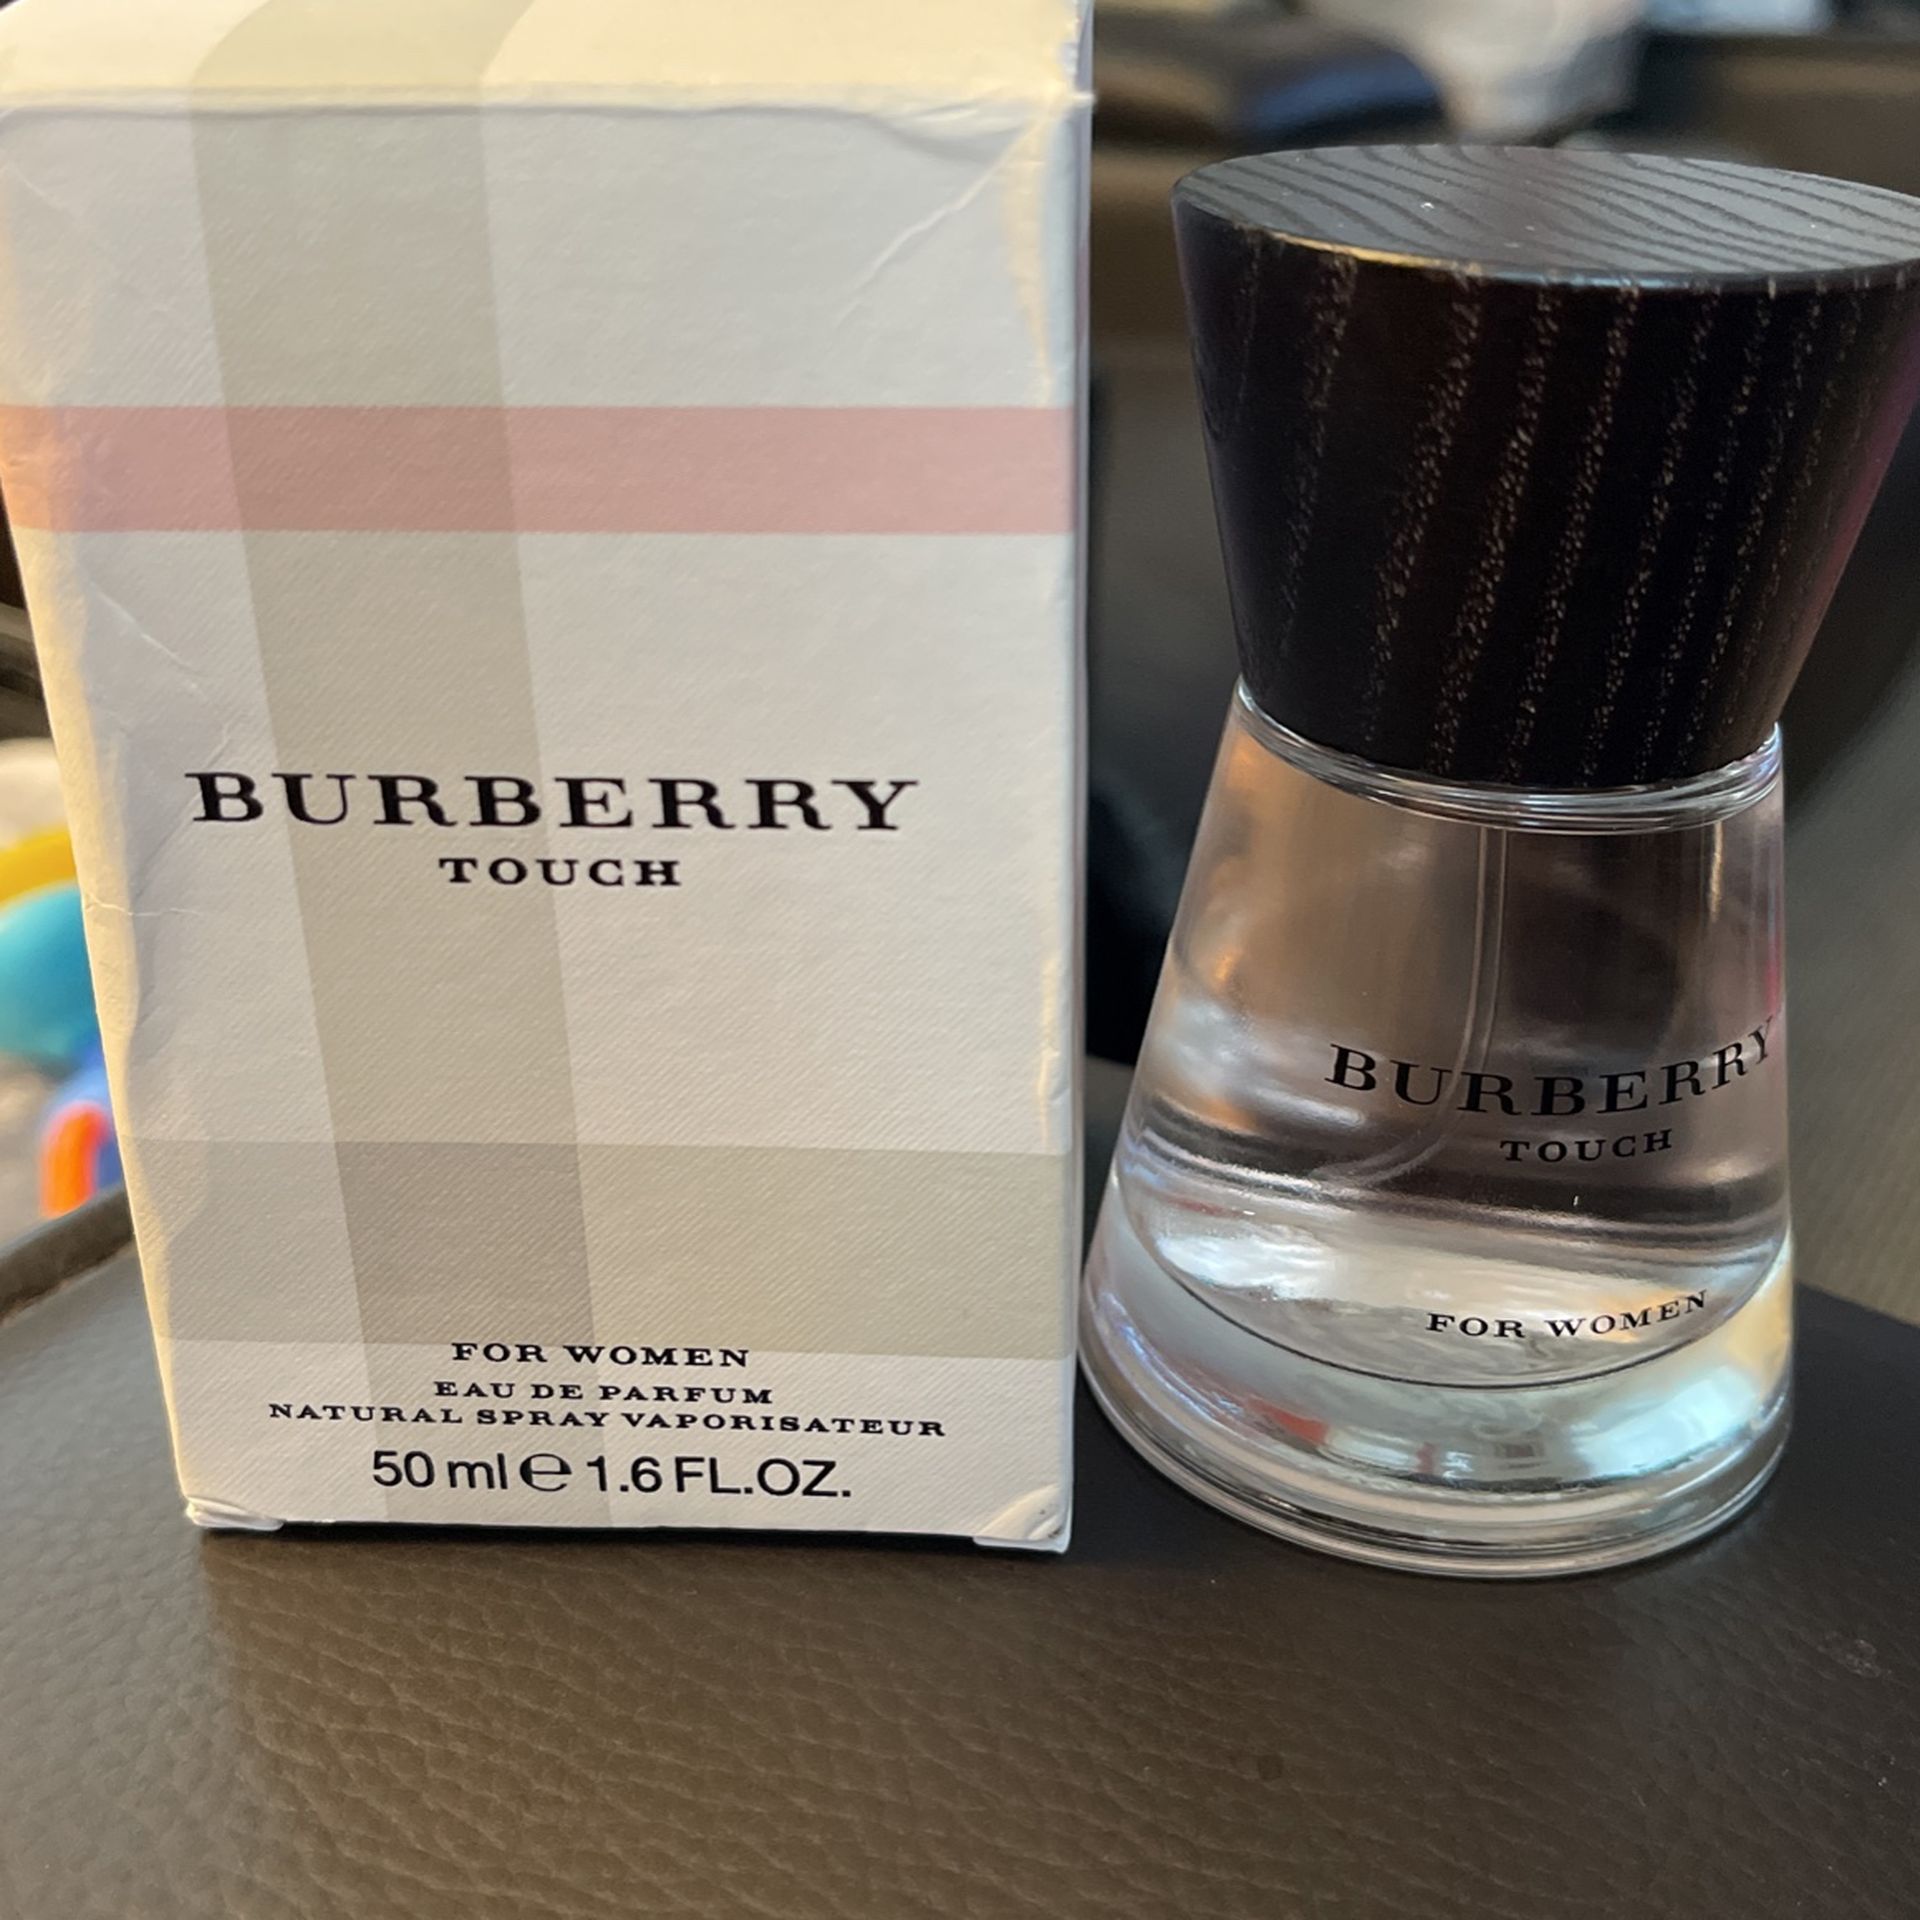 BURBERRY
TOUCH
FOR WOMEN
EAU DE PARFUM
NATURAL SPRAY VAPORISATEUR
50 ml ℮ 1.6 FL.OZ.
BURBERRY
TOUCH
FOR WOMEN